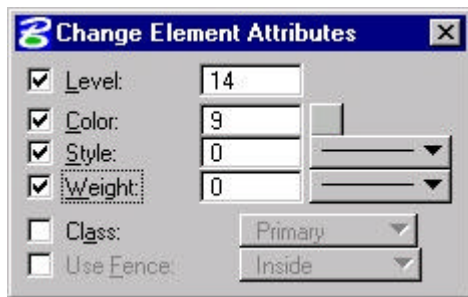 Change Element Attributes
Level: 14
Color: 9
Style: 0
Weight: 0
Class: Primary
Use Fence: Inside